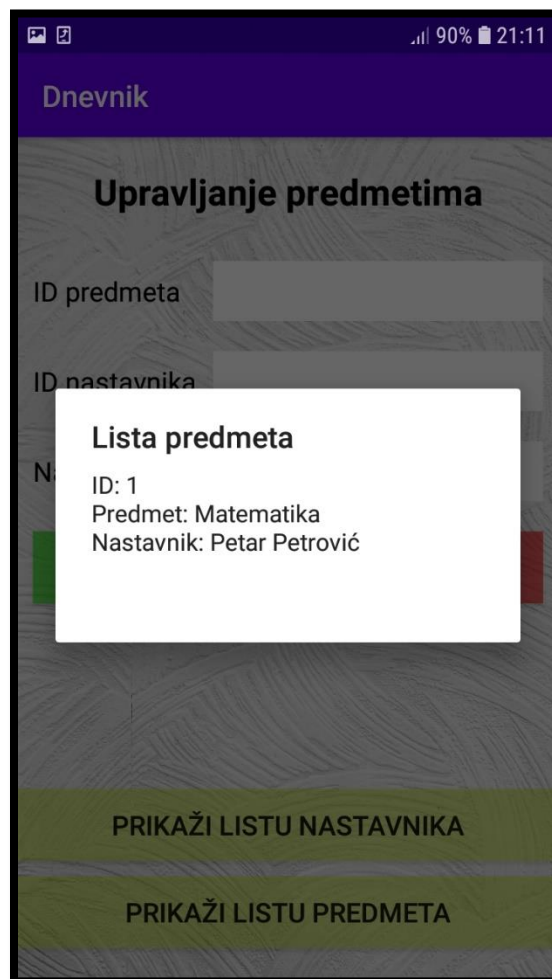 90% 21:11
Dnevnik
Upravljanje predmetima
ID predmeta
ID nastavnika
Lista predmeta
ID: 1
Predmet: Matematika
Nastavnik: Petar Petrović
PRIKAŽI LISTU NASTAVNIKA
PRIKAŽI LISTU PREDMETA